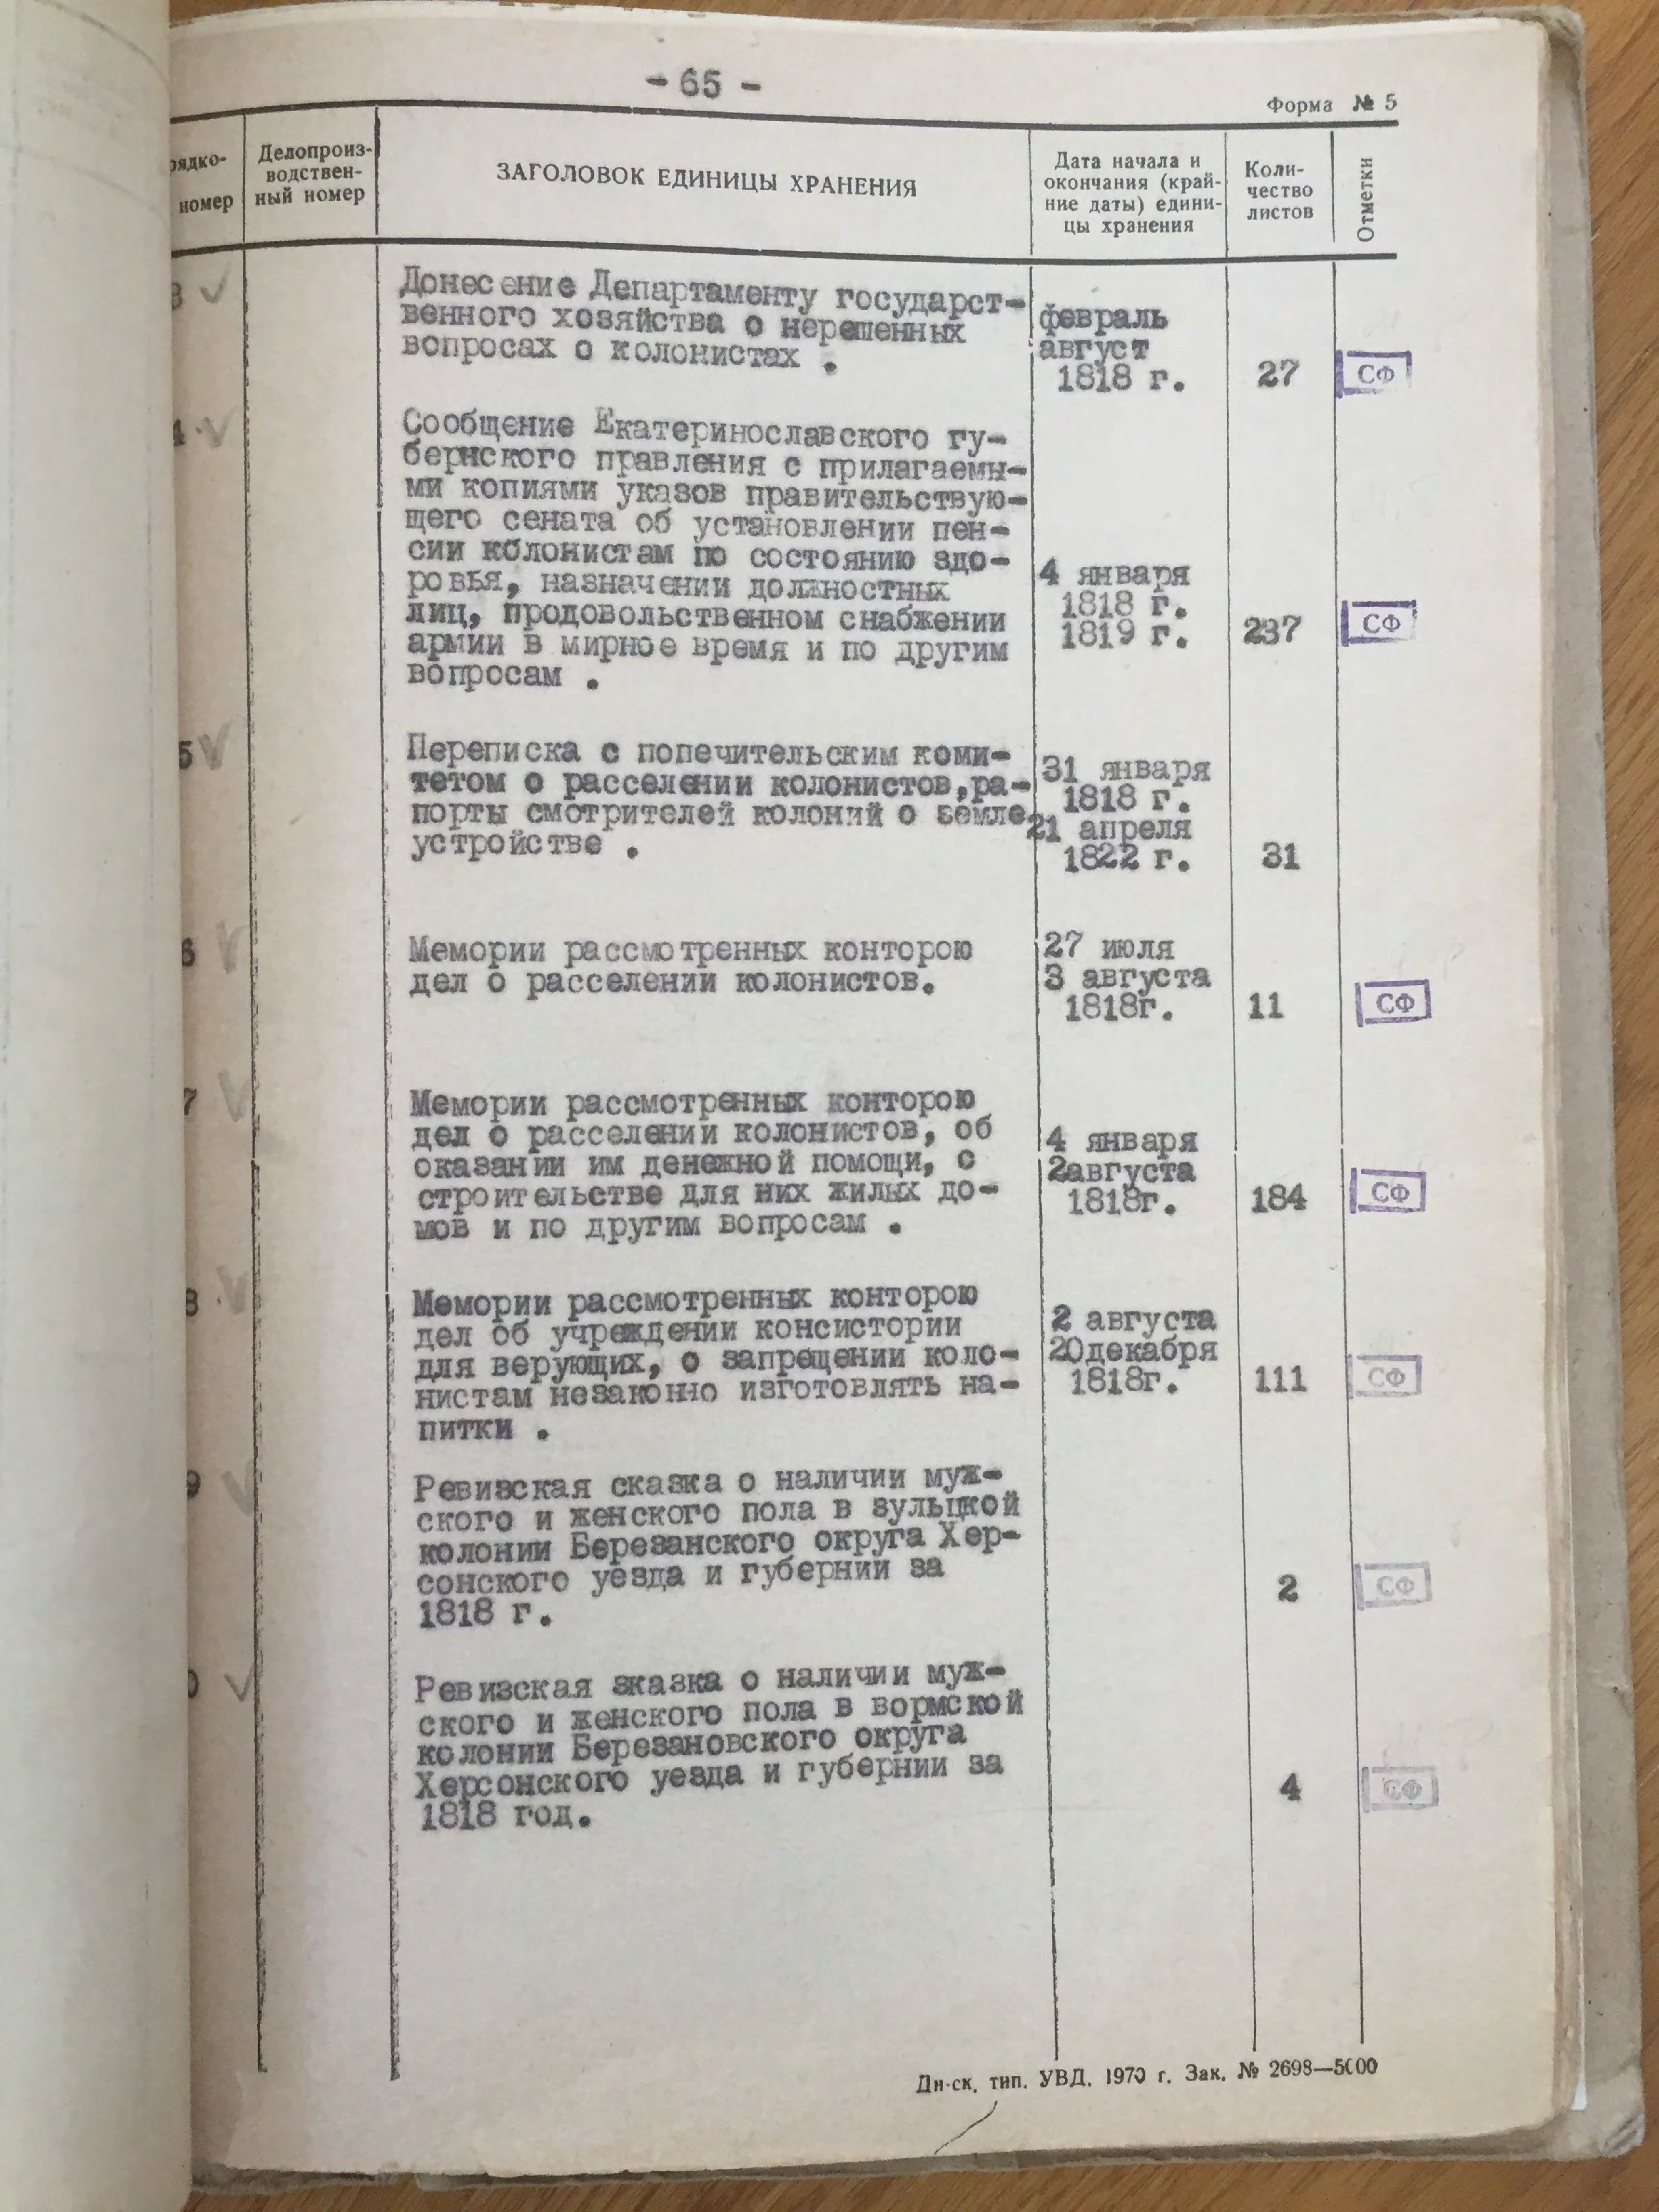 - 65 -
Форма № 5
рядко-
номер
Делопроиз-
водствен-
ный номер
ЗАГОЛОВОК ЕДИНИЦЫ ХРАНЕНИЯ
Дата начала и
окончания (край-
ние даты) едини-
цы хранения
Коли-
чество
листов
Отметки
3
Донесение Департаменту государст-
венного хозяйства о нерешенных
вопросах о колонистах .
февраль
август
1818 г.
27
СФ
4
Сообщение Екатеринославского гу-
бернского правления с прилагаемы-
ми копиями указов правительствую-
щего сената об установлении пен-
сии колонистам по состоянию здо-
ровья, назначении должностных
лиц, продовольственном снабжении
армии в мирное время и по другим
вопросам .
4 января
1818 г.
1819 г.
237
СФ
5
Переписка с попечительским коми-
тетом о расселении колонистов,ра-
порты смотрителей колоний о земле
устройстве .
31 января
1818 г.
21 апреля
1822 г.
31
6
Мемории рассмотренных конторою
дел о расселении колонистов.
27 июля
3 августа
1818г.
11
СФ
7
Мемории рассмотренных конторою
дел о расселении колонистов, об
оказании им денежной помощи, о
строительстве для них жилых до-
мов и по другим вопросам .
4 января
2августа
1818г.
184
СФ
8
Мемории рассмотренных конторою
дел об учреждении консистории
для верующих, о запрещении коло-
нистам незаконно изготовлять на-
питки .
2 августа
20декабря
1818г.
111
СФ
9
Ревизская сказка о наличии муж-
ского и женского пола в зульцкой
колонии Березанского округа Хер-
сонского уезда и губернии за
1818 г.
2
СФ
0
Ревизская зказка о наличии муж-
ского и женского пола в вормской
колонии Березановского округа
Херсонского уезда и губернии за
1818 год.
4
СФ
Дн-ск. тип. УВД. 1970 г. Зак. № 2698—5000